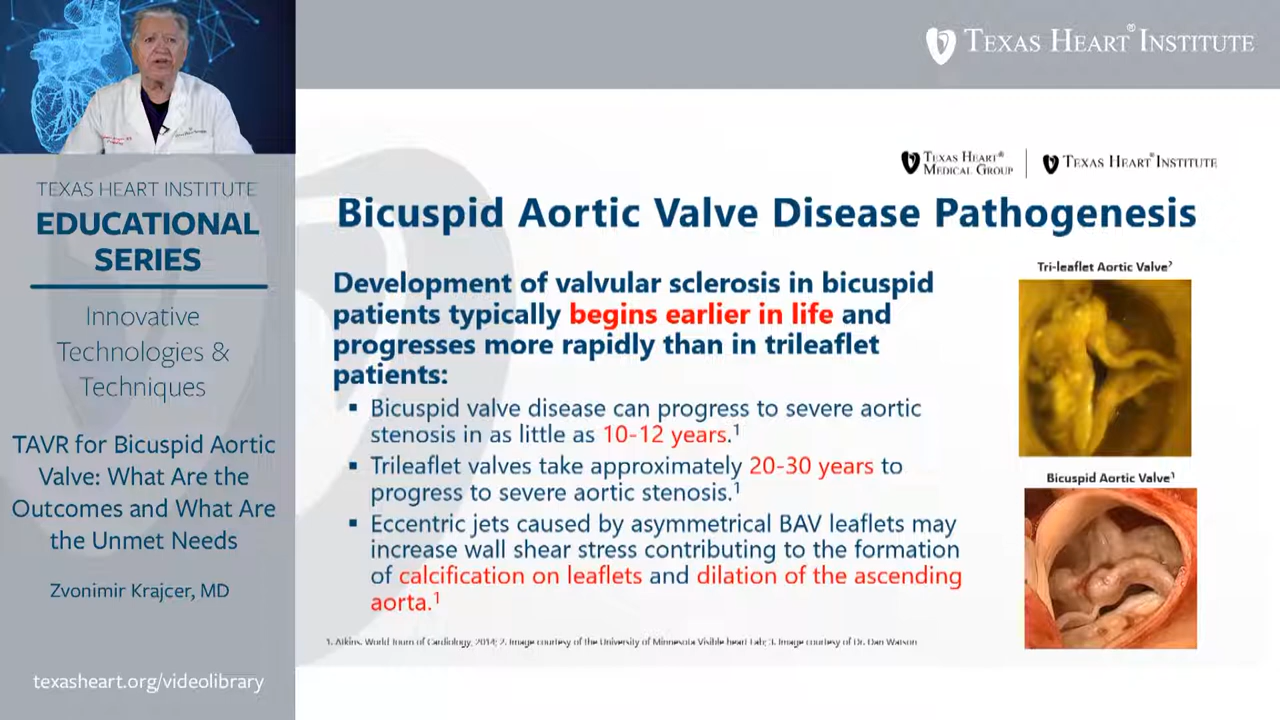 TEXAS HEART® INSTITUTE
TEXAS HEART INSTITUTE
EDUCATIONAL
SERIES
Innovative
Technologies &
Techniques
TAVR for Bicuspid Aortic
Valve: What Are the
Outcomes and What Are
the Unmet Needs
Zvonimir Krajcer, MD
texasheart.org/videolibrary
TEXAS HEART®
MEDICAL GROUP
TEXAS HEART® INSTITUTE
Bicuspid Aortic Valve Disease Pathogenesis
Development of valvular sclerosis in bicuspid
patients typically begins earlier in life and
progresses more rapidly than in trileaflet
patients:
▪ Bicuspid valve disease can progress to severe aortic
stenosis in as little as 10-12 years.¹
▪ Trileaflet valves take approximately 20-30 years to
progress to severe aortic stenosis.¹
▪ Eccentric jets caused by asymmetrical BAV leaflets may
increase wall shear stress contributing to the formation
of calcification on leaflets and dilation of the ascending
aorta.¹
Tri-leaflet Aortic Valve²
Bicuspid Aortic Valve³
1. Atkins. World Journ of Cardiology, 2014; 2. Image courtesy of the University of Minnesota Visible heart Lab; 3. Image courtesy of Dr. Dan Watson